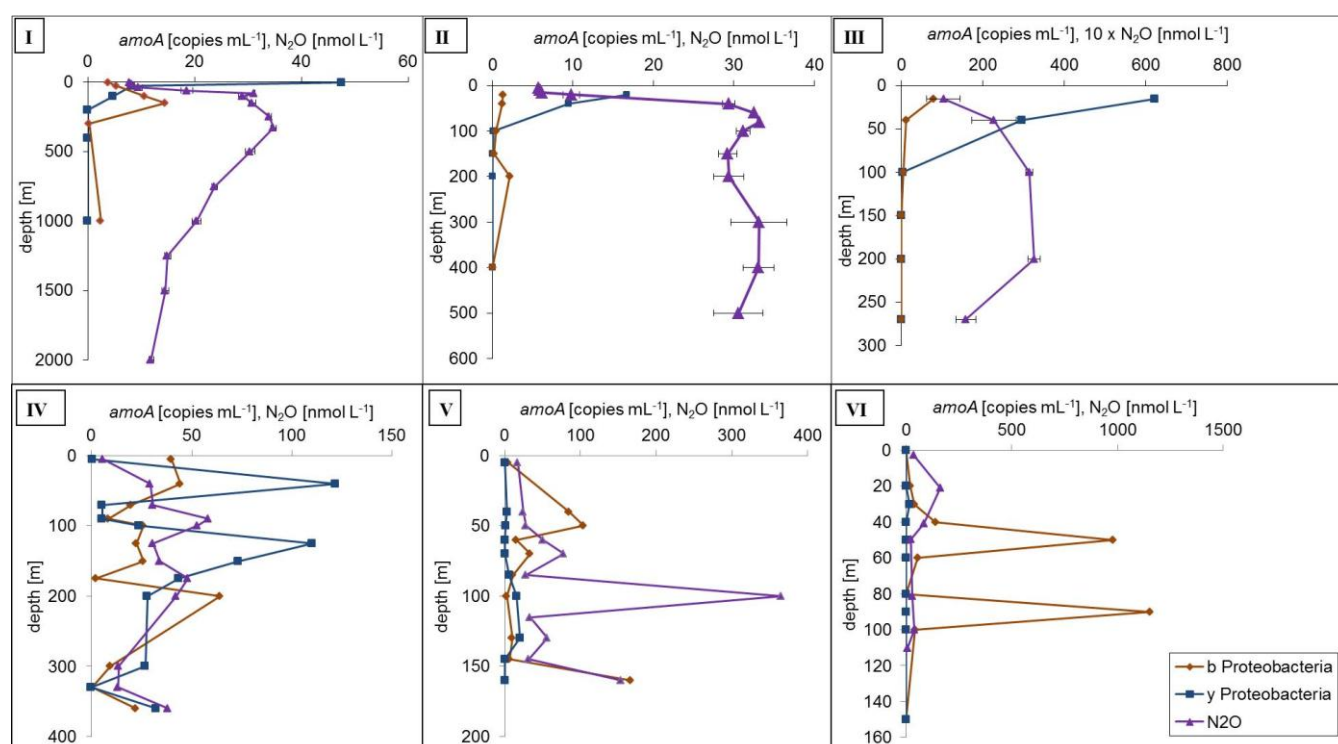 I
amoA [copies mL-1], N2O [nmol L-1]
0 20 40 60
0
500
1000
1500
2000
depth [m]
II
amoA [copies mL-1], N2O [nmol L-1]
0 10 20 30 40
0
100
200
300
400
500
600
depth [m]
III
amoA [copies mL-1], 10 x N2O [nmol L-1]
0 200 400 600 800
0
50
100
150
200
250
300
depth [m]
IV
amoA [copies mL-1], N2O [nmol L-1]
0 50 100 150
0
100
200
300
400
depth [m]
V
amoA [copies mL-1], N2O [nmol L-1]
0 100 200 300 400
0
50
100
150
200
depth [m]
VI
amoA [copies mL-1], N2O [nmol L-1]
0 500 1000 1500
0
20
40
60
80
100
120
140
160
depth [m]
b Proteobacteria
y Proteobacteria
N2O